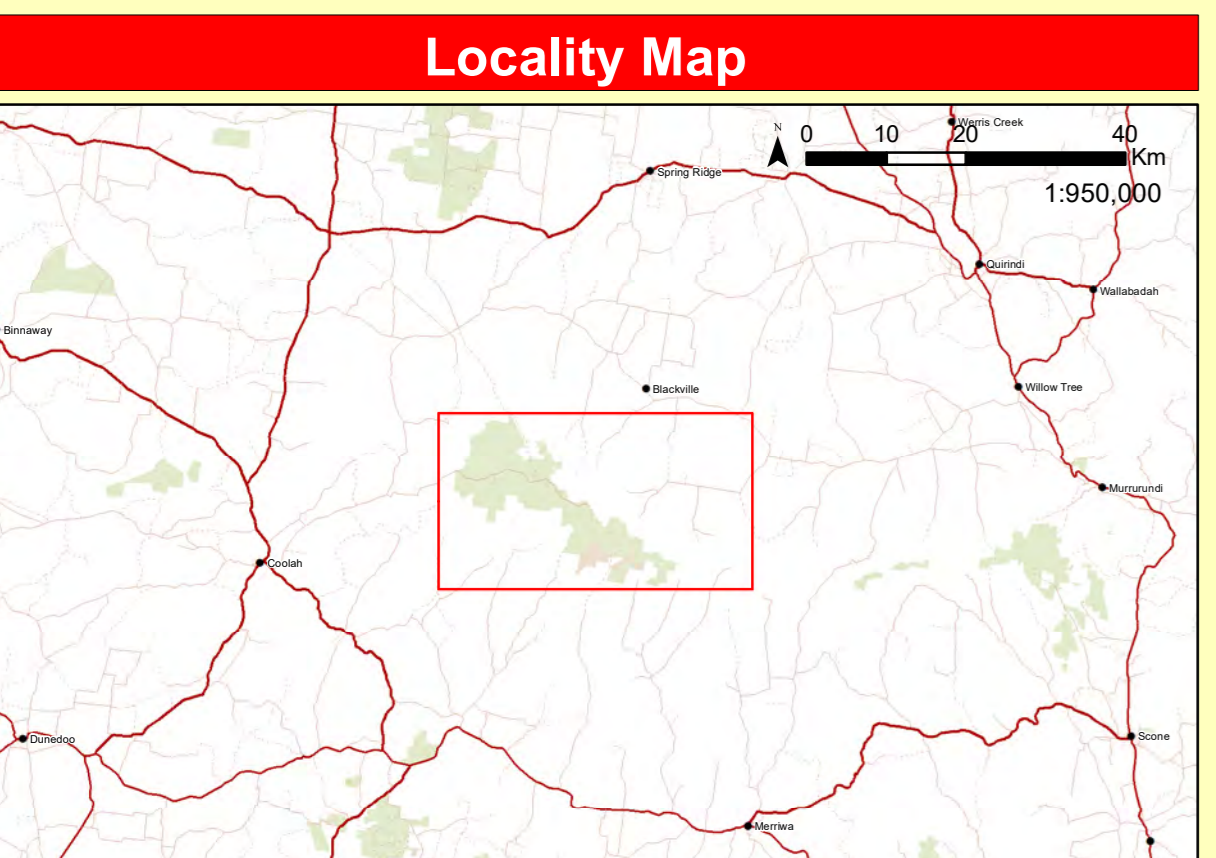 Locality Map
Werris Creek
N
0 10 20 40
Km
1:950,000
Spring Ridge
Quirindi
Wallabadah
Binnaway
Blackville
Willow Tree
Murrurundi
Coolah
Dunedoo
Scone
Merriwa